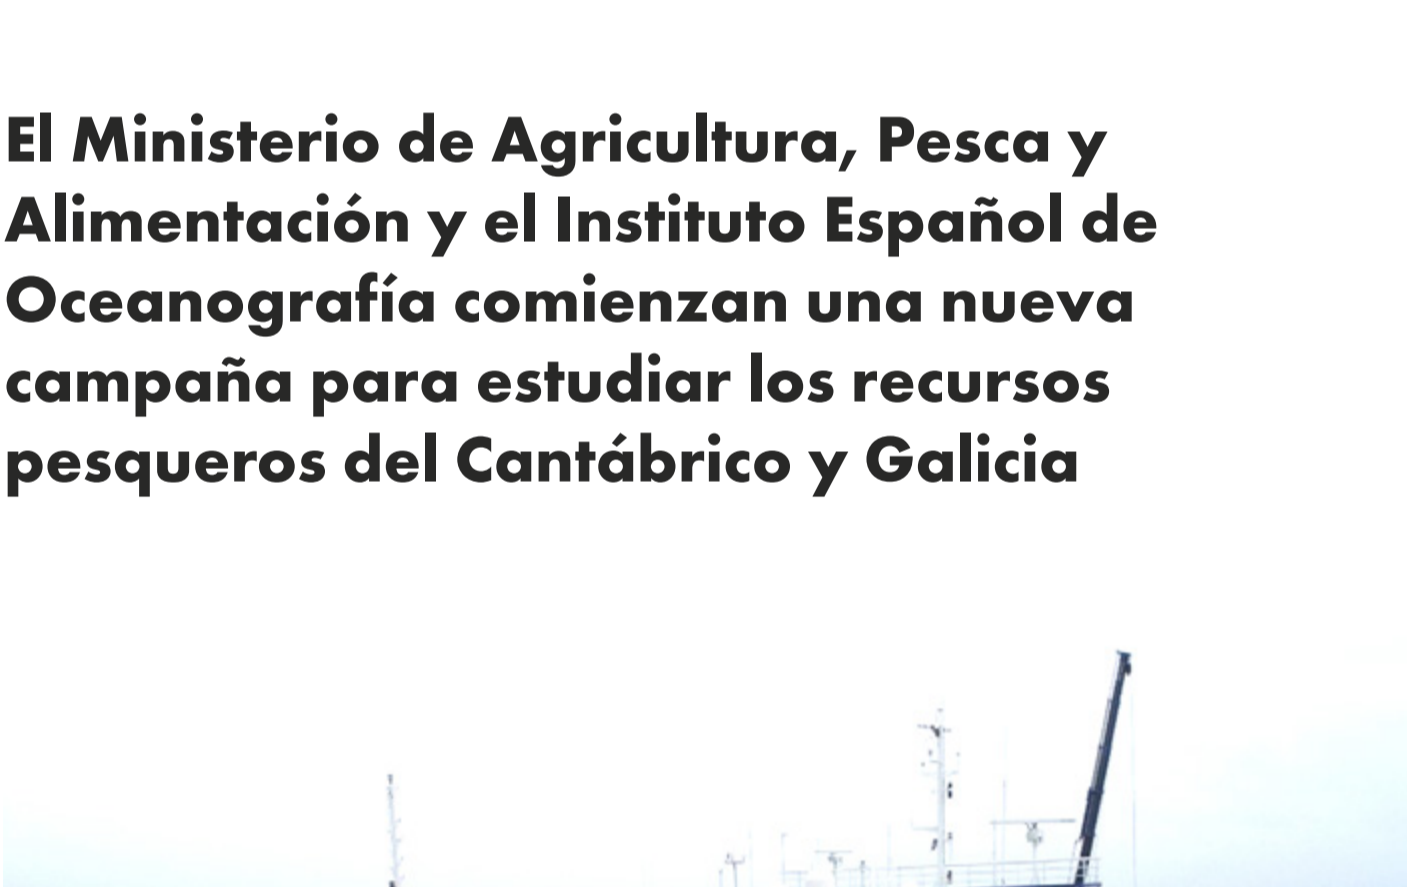 El Ministerio de Agricultura, Pesca y
Alimentación y el Instituto Español de
Oceanografía comienzan una nueva
campaña para estudiar los recursos
pesqueros del Cantábrico y Galicia